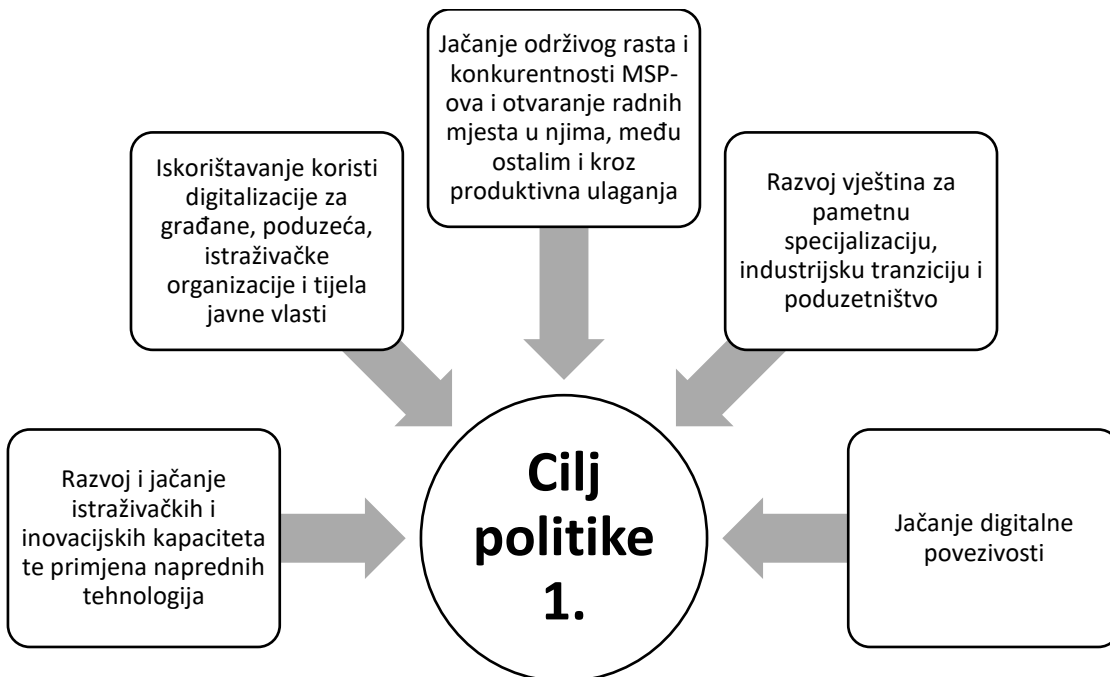 Jačanje održivog rasta i
konkurentnosti MSP-
ova i otvaranje radnih
mjesta u njima, među
ostalim i kroz
produktivna ulaganja
Iskorištavanje koristi
digitalizacije za
građane, poduzeća,
istraživačke
organizacije i tijela
javne vlasti
Razvoj vještina za
pametnu
specijalizaciju,
industrijsku tranziciju i
poduzetništvo
Razvoj i jačanje
istraživačkih i
inovacijskih kapaciteta
te primjena naprednih
tehnologija
Cilj
politike
1.
Jačanje digitalne
povezivosti